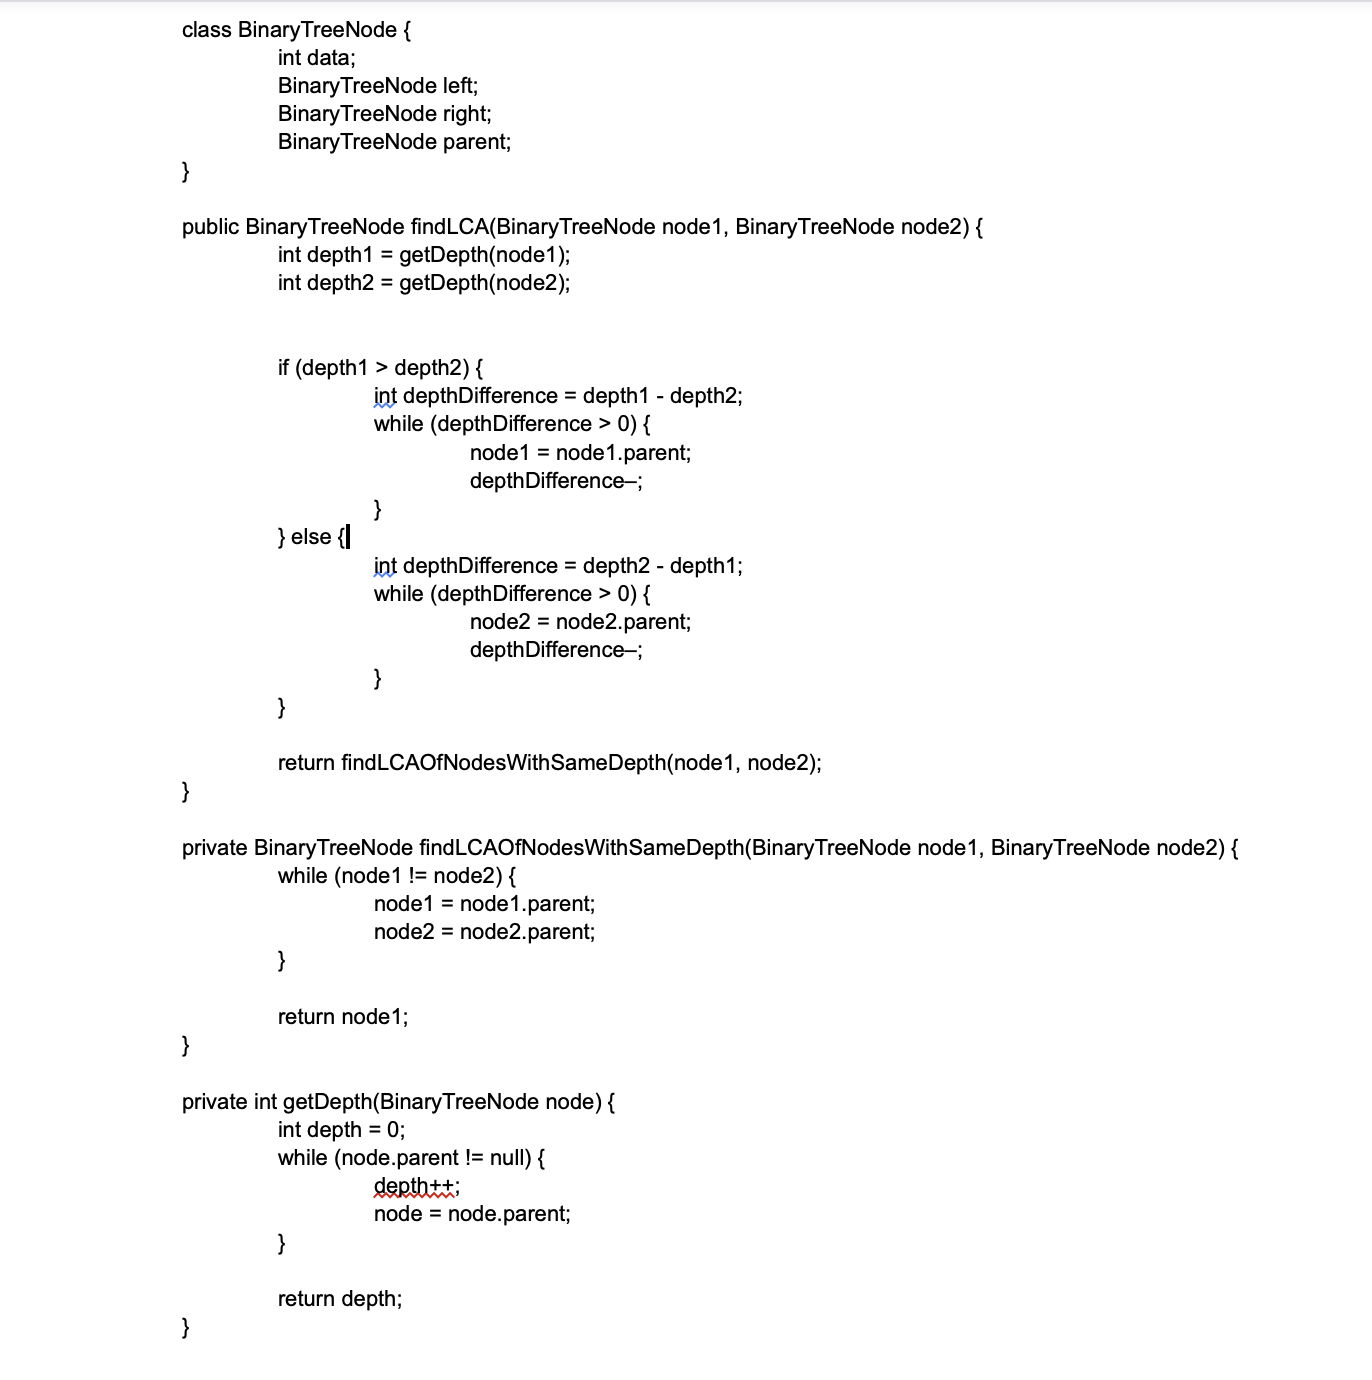 class BinaryTreeNode {
int data;
BinaryTreeNode left;
BinaryTreeNode right;
BinaryTreeNode parent;
}
public BinaryTreeNode findLCA(BinaryTreeNode node1, BinaryTreeNode node2) {
int depth1 = getDepth(node1);
int depth2 = getDepth(node2);
if (depth1 > depth2) {
int depthDifference = depth1 - depth2;
while (depthDifference > 0) {
node1 = node1.parent;
depthDifference–;
}
} else {
int depthDifference = depth2 - depth1;
while (depthDifference > 0) {
node2 = node2.parent;
depthDifference–;
}
}
return findLCAOfNodesWithSameDepth(node1, node2);
}
private BinaryTreeNode findLCAOfNodesWithSameDepth(BinaryTreeNode node1, BinaryTreeNode node2) {
while (node1 != node2) {
node1 = node1.parent;
node2 = node2.parent;
}
return node1;
}
private int getDepth(BinaryTreeNode node) {
int depth = 0;
while (node.parent != null) {
depth++;
node = node.parent;
}
return depth;
}